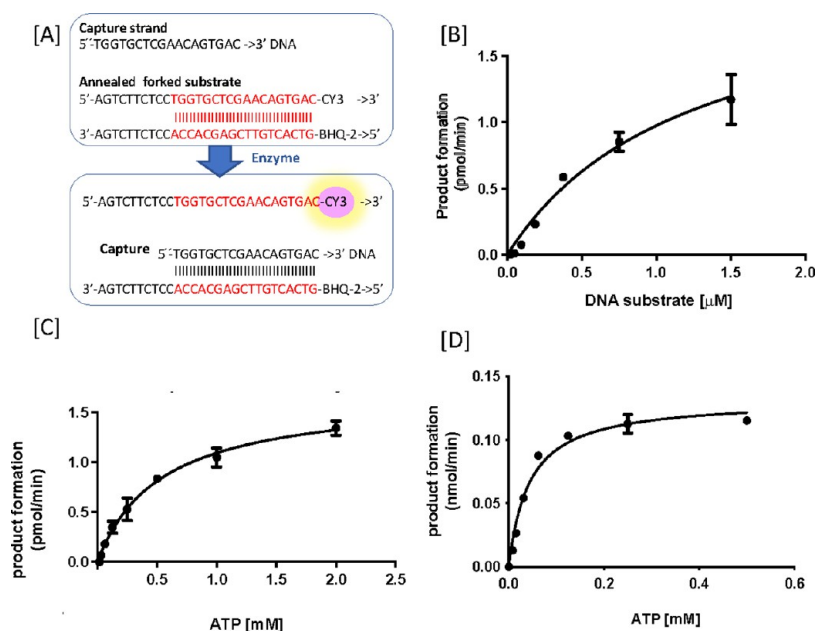 [A]
Capture strand
5´´-TGGTGCTCGAACAGTGAC ->3' DNA
Annealed forked substrate
5'-AGTCTTCTCCTGGTGCTCGAACAGTGAC-CY3 ->3'
3'-AGTCTTCTCCACCACGAGCTTGTCACTG-BHQ-2->5'
Enzyme
5'-AGTCTTCTCCTGGTGCTCGAACAGTGAC-CY3 ->3'
Capture 5´´-TGGTGCTCGAACAGTGAC ->3' DNA
3'-AGTCTTCTCCACCACGAGCTTGTCACTG-BHQ-2->5'
[B]
Product formation
(pmol/min)
1.5
1.0
0.5
0.0
0.0 0.5 1.0 1.5 2.0
DNA substrate [μM]
[C]
product formation
(pmol/min)
1.5
1.0
0.5
0.0
0.5 1.0 1.5 2.0 2.5
ATP [mM]
[D]
product formation
(nmol/min)
0.15
0.10
0.05
0.00
0.0 0.2 0.4 0.6
ATP [mM]